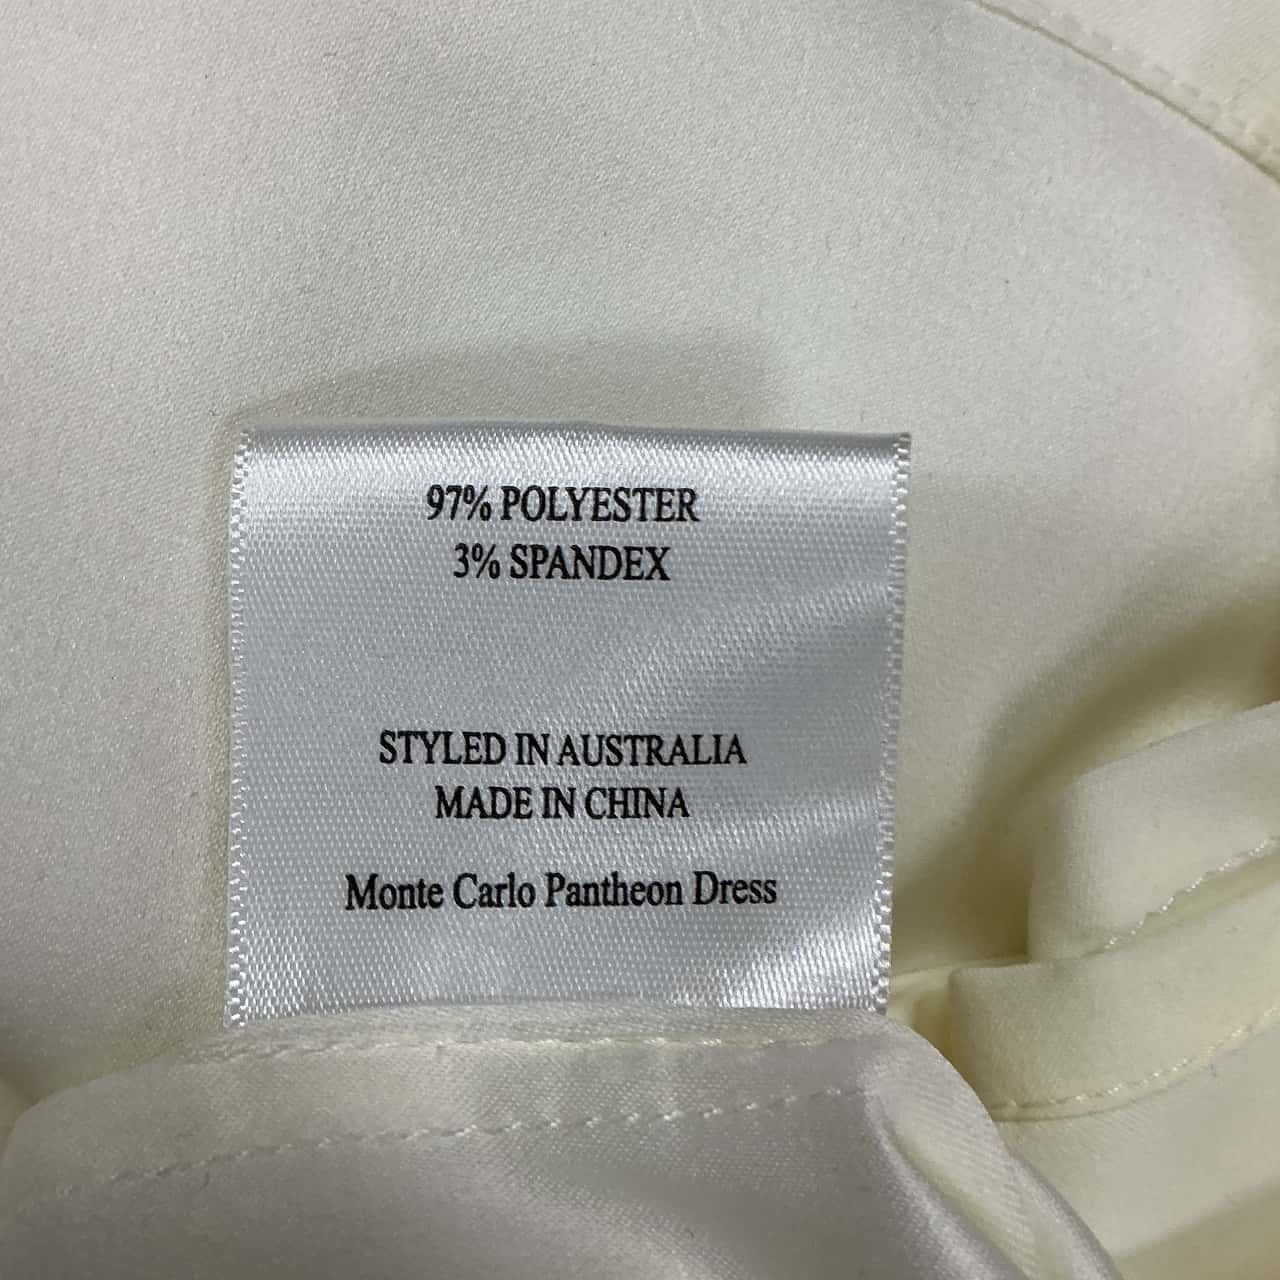 97% POLYESTER
3% SPANDEX
STYLED IN AUSTRALIA
MADE IN CHINA
Monte Carlo Pantheon Dress